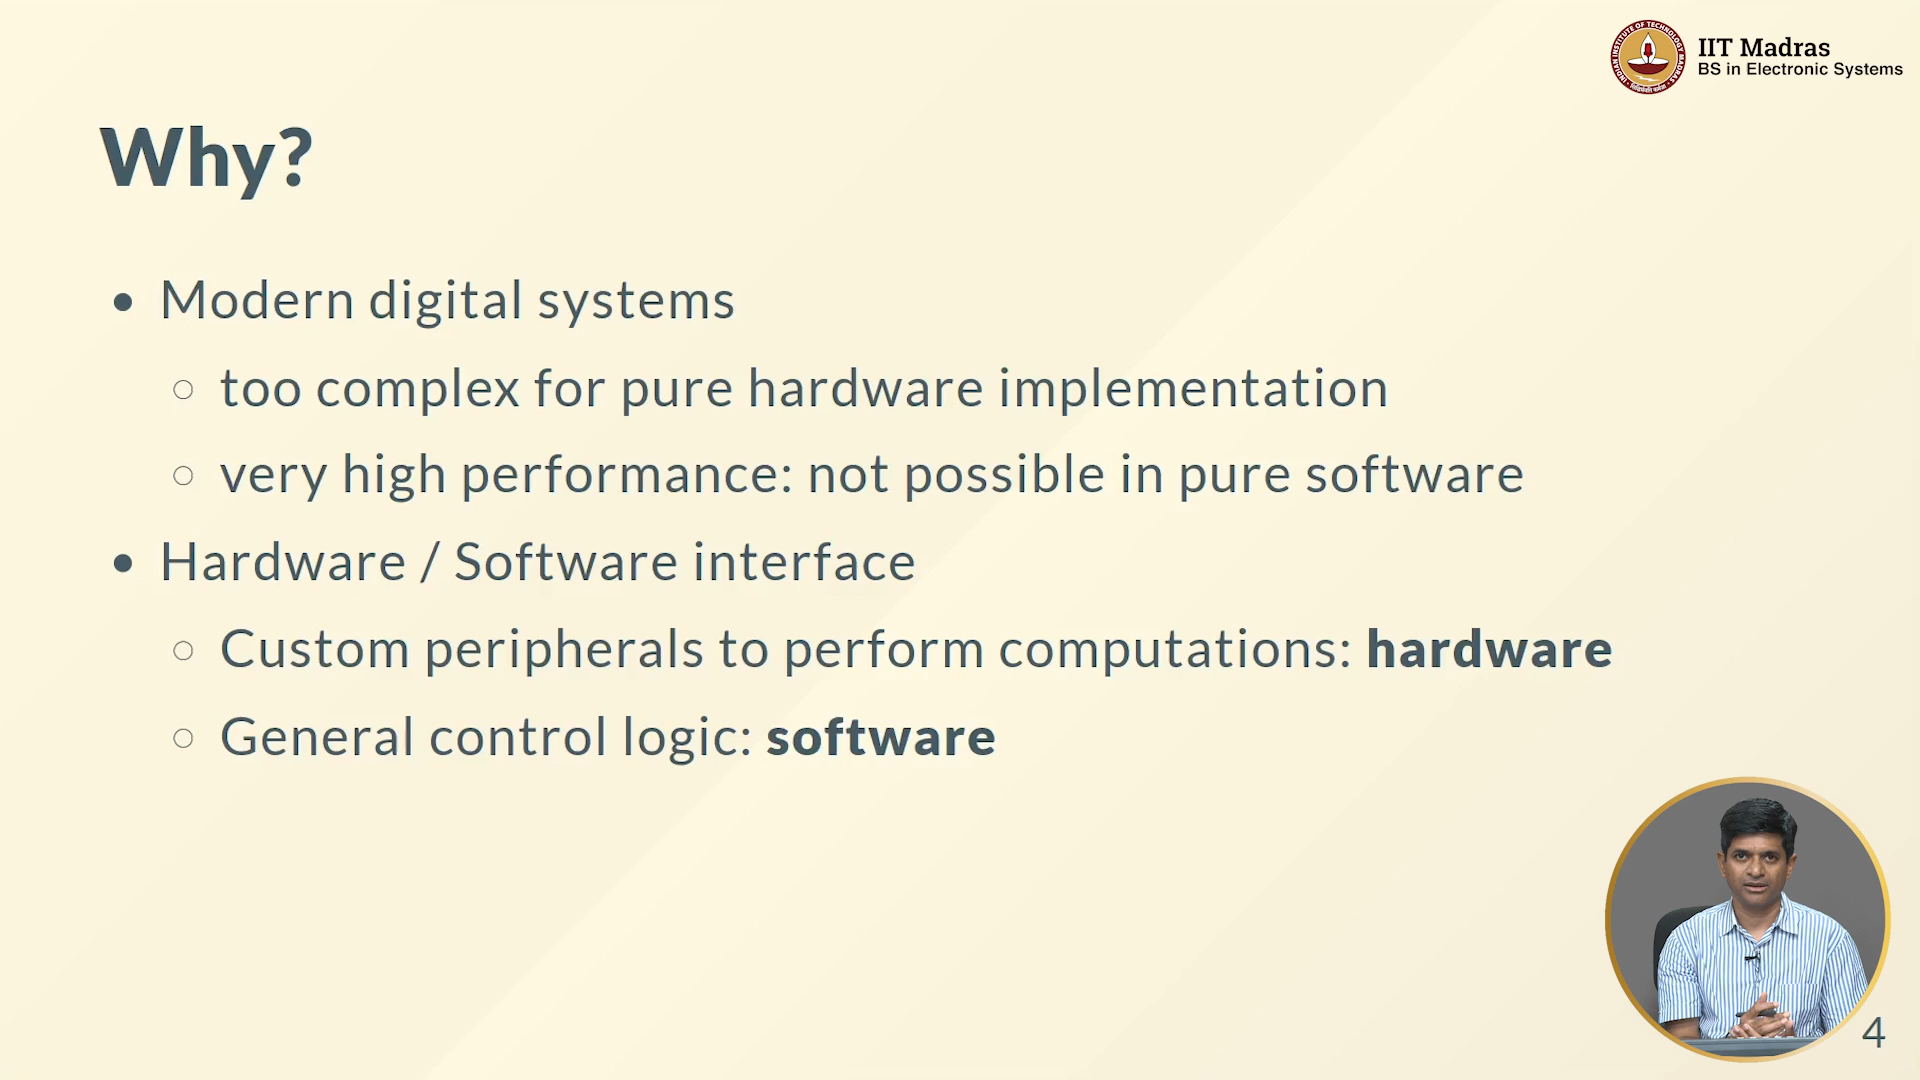 IIT Madras
BS in Electronic Systems
Why?
Modern digital systems
too complex for pure hardware implementation
very high performance: not possible in pure software
Hardware / Software interface
Custom peripherals to perform computations: hardware
General control logic: software
4